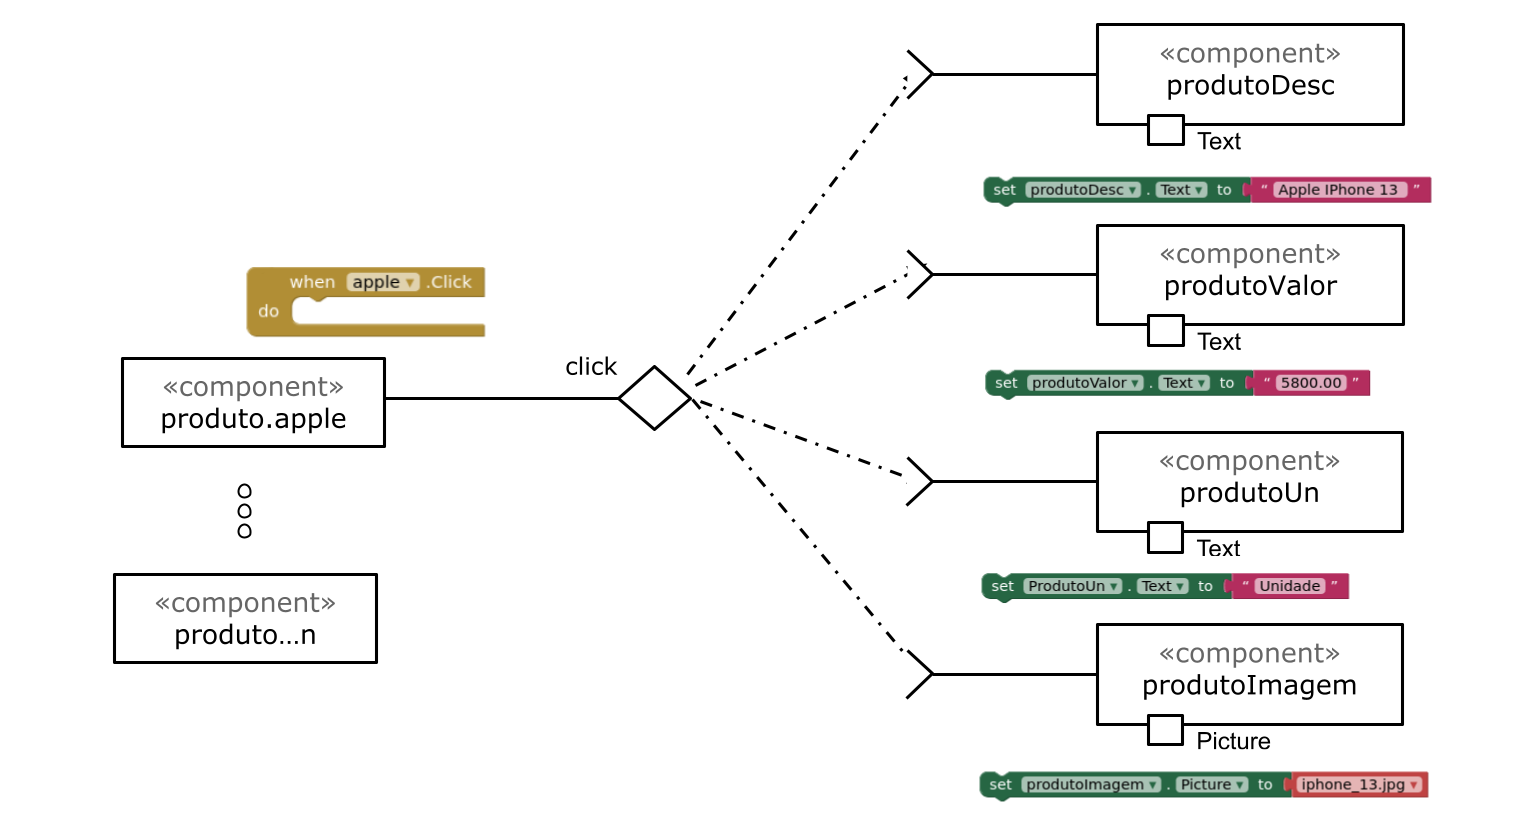 «component»
produtoDesc
Text
set produtoDesc . Text to “ Apple IPhone 13 ”
«component»
produtoValor
Text
set produtoValor . Text to “ 5800.00 ”
when apple .Click
do
click
«component»
produto.apple
«component»
produtoUn
Text
set ProdutoUn . Text to “ Unidade ”
«component»
produto...n
«component»
produtoImagem
Picture
set produtoImagem . Picture to iphone_13.jpg